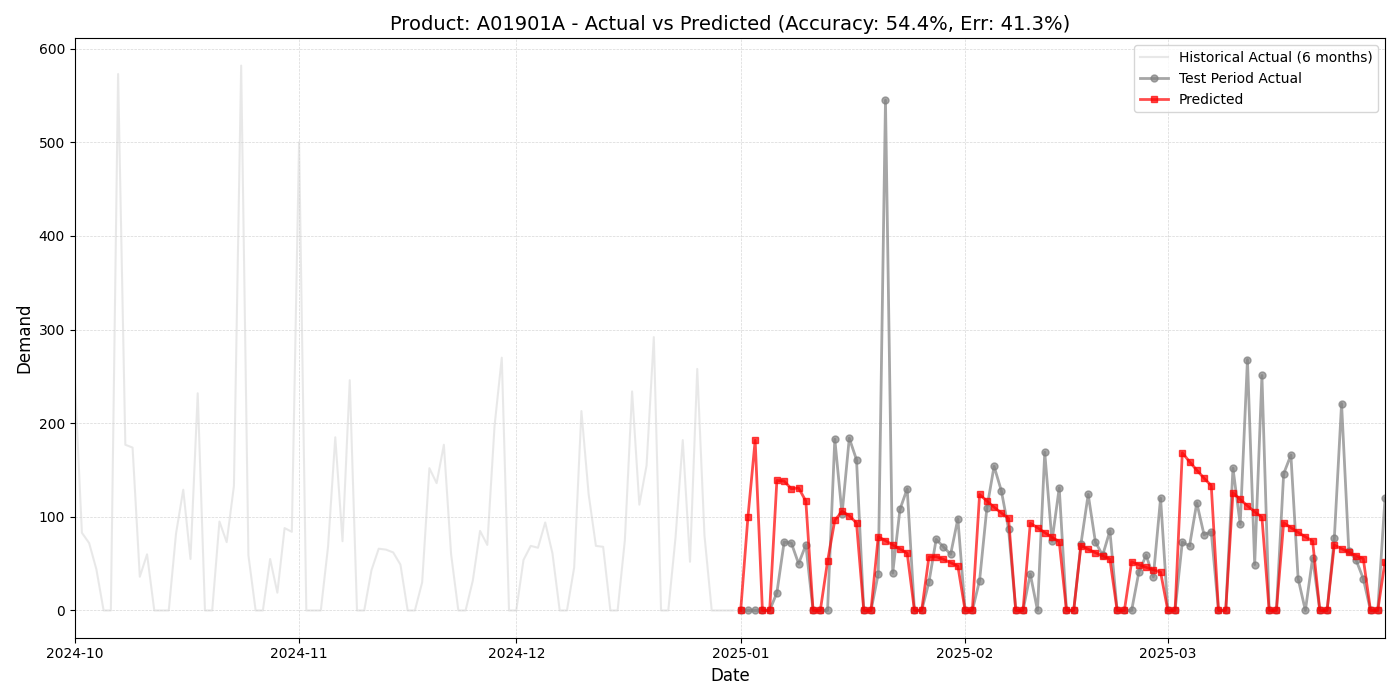 Product: A01901A - Actual vs Predicted (Accuracy: 54.4%, Err: 41.3%)
Historical Actual (6 months)
Test Period Actual
Predicted
Demand
600
500
400
300
200
100
0
2024-10
2024-11
2024-12
2025-01
2025-02
2025-03
Date